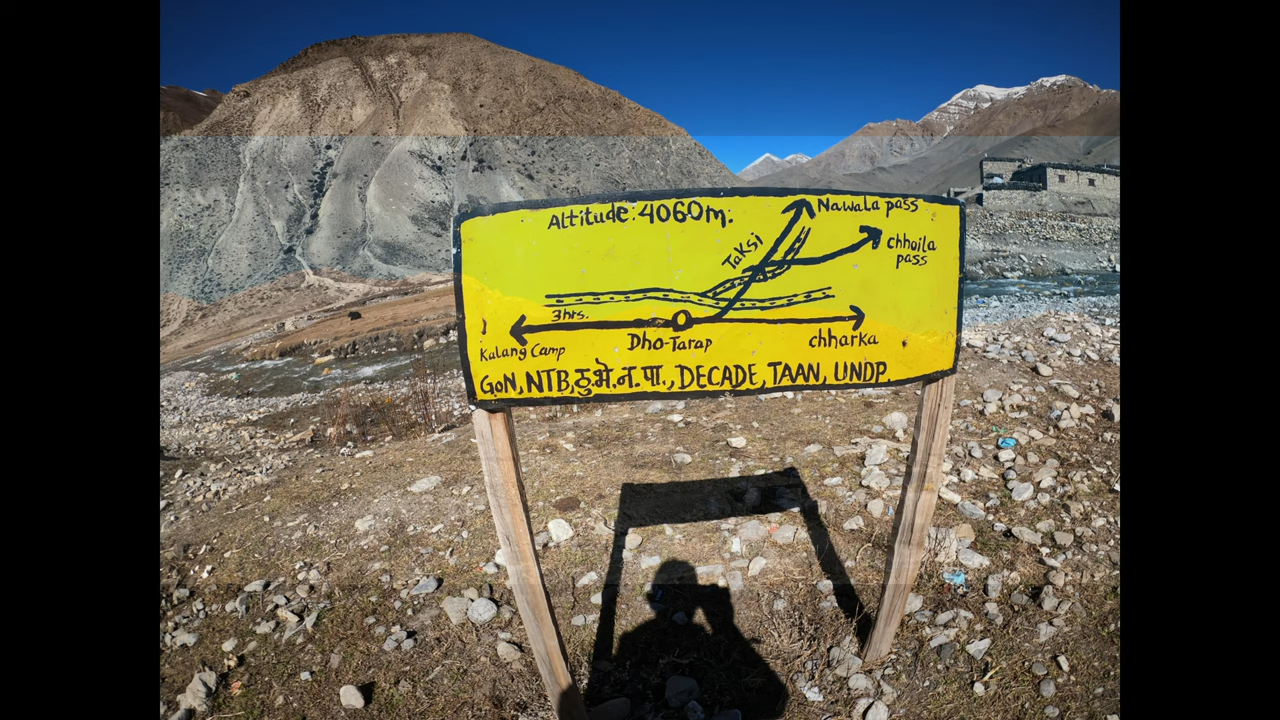 Altitude: 4060m.
Nawala pass
Taksi
chhoila pass
3hrs.
Kalang Camp
Dho-Tarap
chharka
GoN, NTB, ठु.भे.न.पा., DECADE, TAAN, UNDP